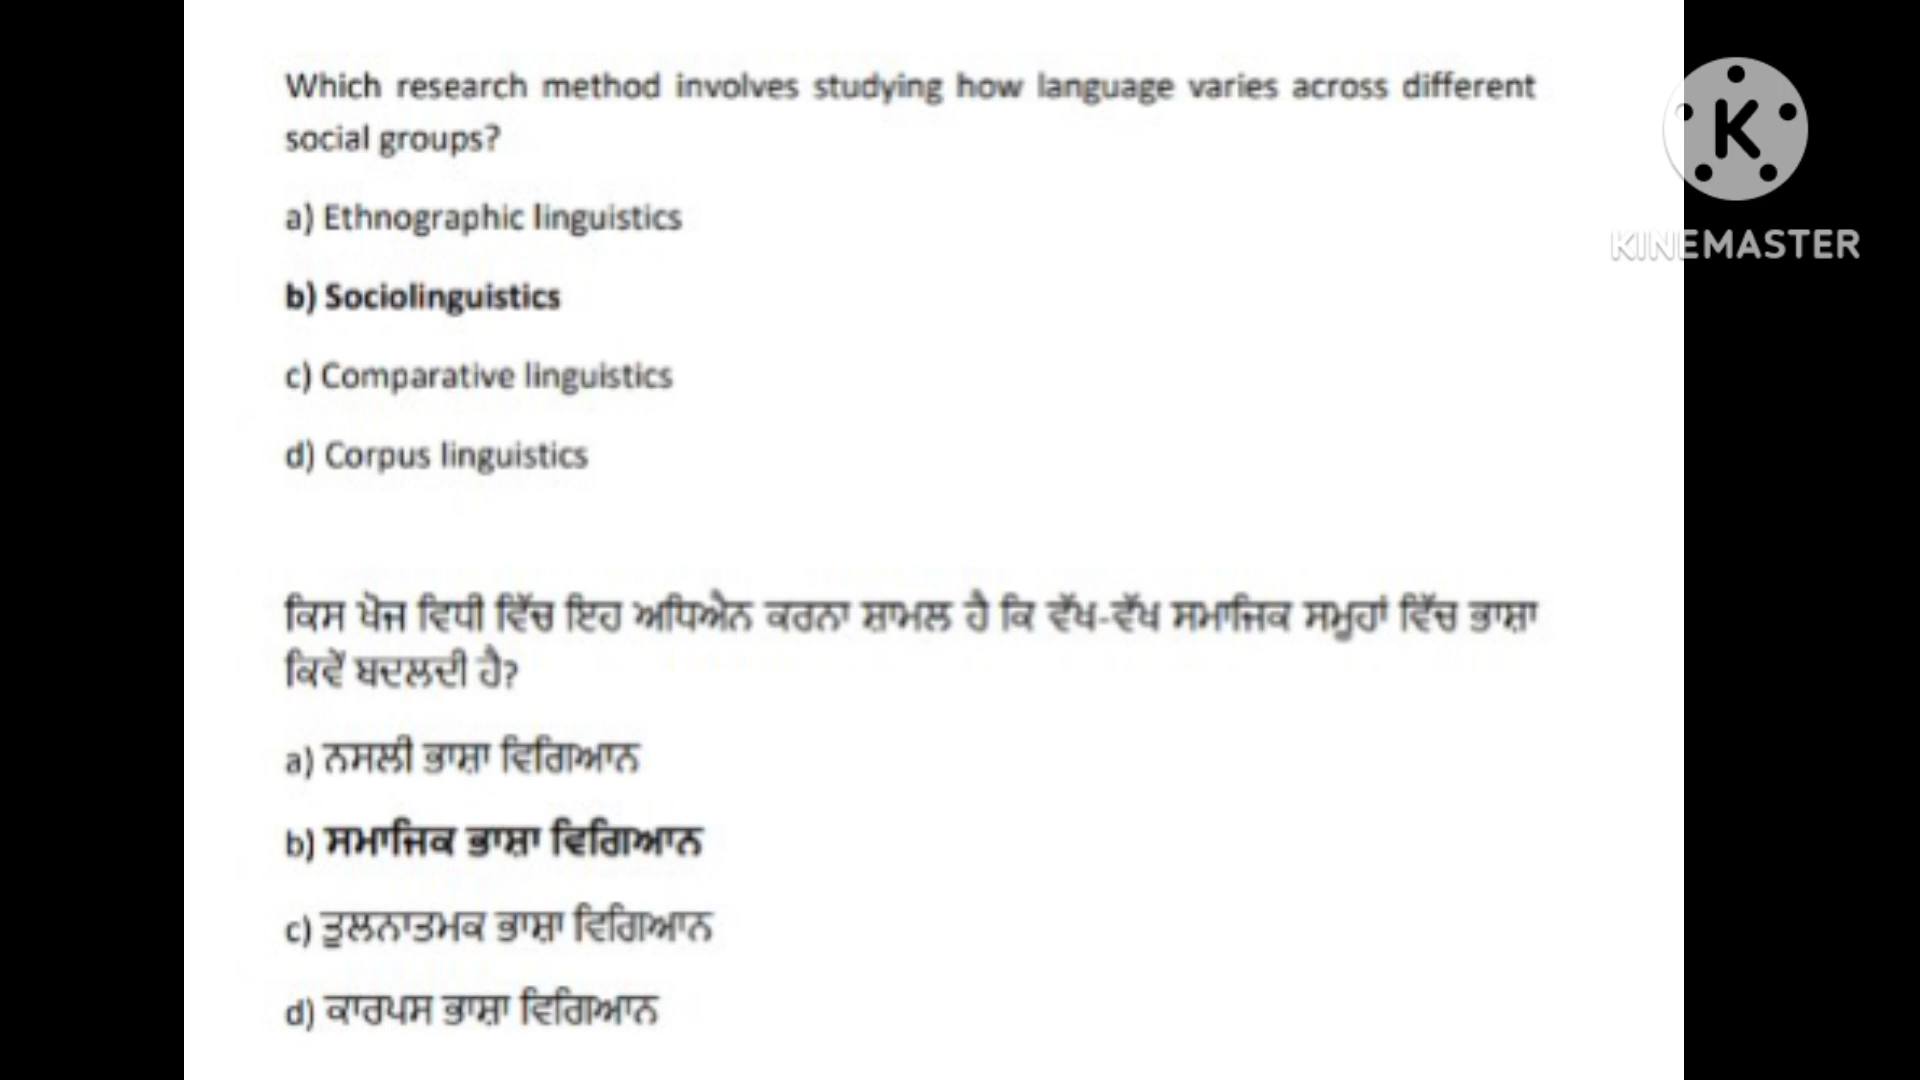 Which research method involves studying how language varies across different
social groups?
a) Ethnographic linguistics
b) Sociolinguistics
c) Comparative linguistics
d) Corpus linguistics
ਕਿਸ ਖੋਜ ਵਿਧੀ ਵਿੱਚ ਇਹ ਅਧਿਐਨ ਕਰਨਾ ਸ਼ਾਮਲ ਹੈ ਕਿ ਵੱਖ-ਵੱਖ ਸਮਾਜਿਕ ਸਮੂਹਾਂ ਵਿੱਚ ਭਾਸ਼ਾ
ਕਿਵੇਂ ਬਦਲਦੀ ਹੈ?
a) ਨਸਲੀ ਭਾਸ਼ਾ ਵਿਗਿਆਨ
b) ਸਮਾਜਿਕ ਭਾਸ਼ਾ ਵਿਗਿਆਨ
c) ਤੁਲਨਾਤਮਕ ਭਾਸ਼ਾ ਵਿਗਿਆਨ
d) ਕਾਰਪਸ ਭਾਸ਼ਾ ਵਿਗਿਆਨ
K
KINEMASTER